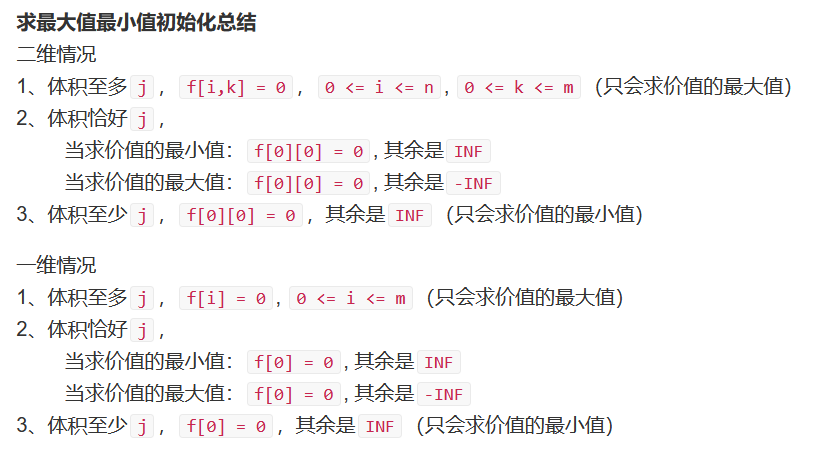 求最大值最小值初始化总结
二维情况
1、体积至多 j ， f[i,k] = 0 ， 0 <= i <= n , 0 <= k <= m （只会求价值的最大值）
2、体积恰好 j ，
当求价值的最小值： f[0][0] = 0 , 其余是 INF
当求价值的最大值： f[0][0] = 0 , 其余是 -INF
3、体积至少 j ， f[0][0] = 0 ，其余是 INF （只会求价值的最小值）
一维情况
1、体积至多 j ， f[i] = 0 , 0 <= i <= m （只会求价值的最大值）
2、体积恰好 j ，
当求价值的最小值： f[0] = 0 , 其余是 INF
当求价值的最大值： f[0] = 0 , 其余是 -INF
3、体积至少 j ， f[0] = 0 ，其余是 INF （只会求价值的最小值）